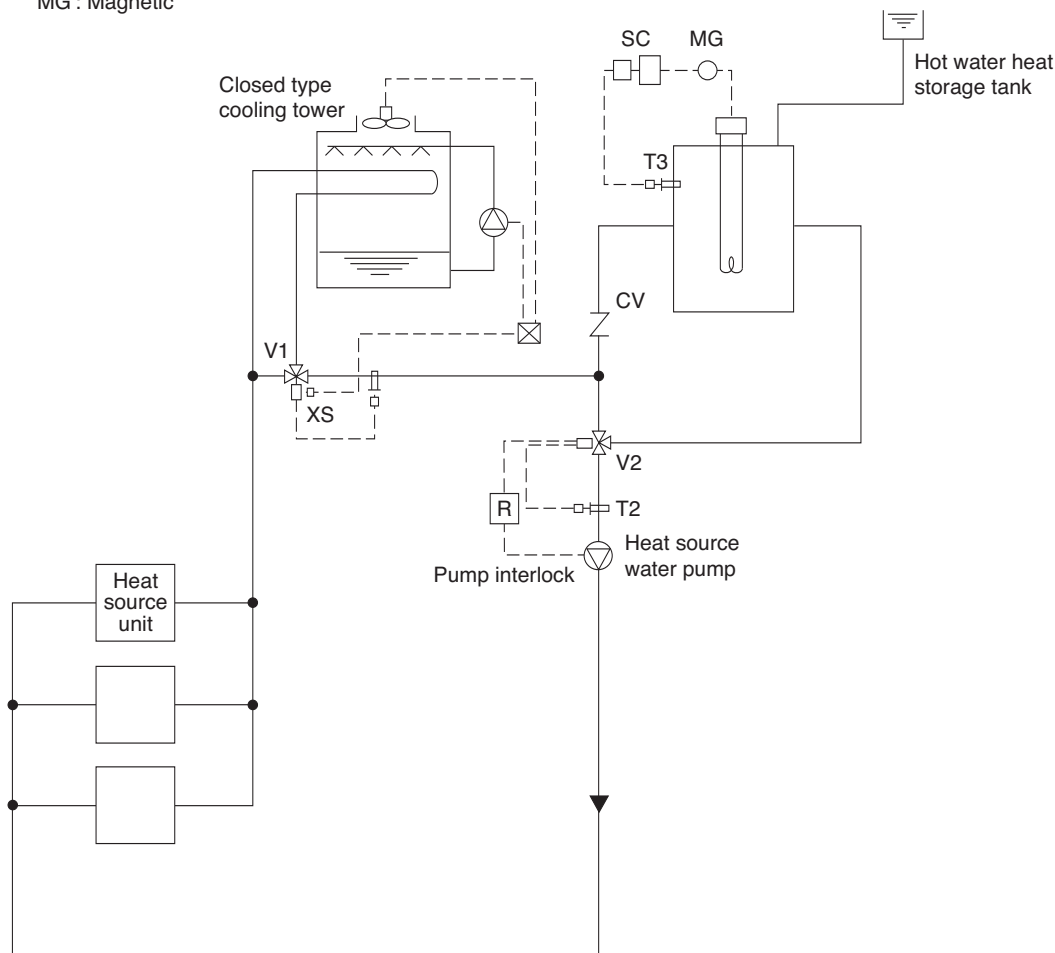 MG : Magnetic
SC
MG
Hot water heat
storage tank
Closed type
cooling tower
T3
CV
V1
XS
V2
R
T2
Pump interlock
Heat source
water pump
Heat
source
unit